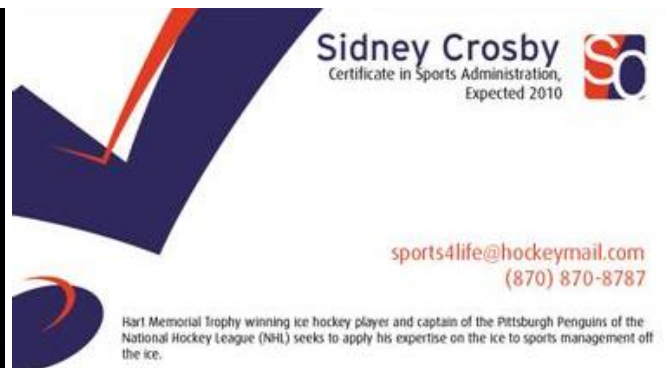 Sidney Crosby
Certificate in Sports Administration,
Expected 2010
SC
sports4life@hockeymail.com
(870) 870-8787
Hart Memorial Trophy winning ice hockey player and captain of the Pittsburgh Penguins of the
National Hockey League (NHL) seeks to apply his expertise on the ice to sports management off
the ice.